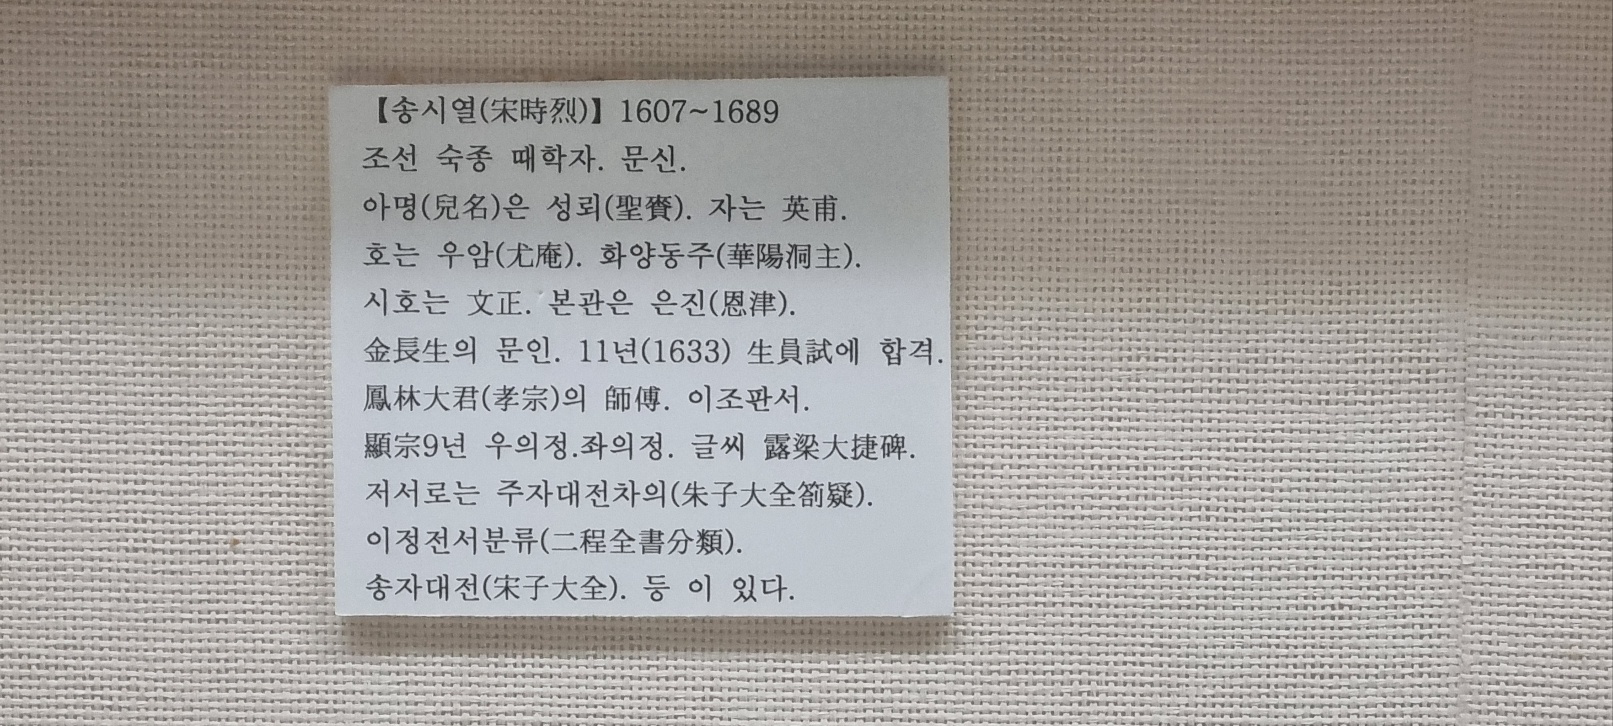 【송시열(宋時烈)】1607~1689
조선 숙종 때학자. 문신.
아명(兒名)은 성뢰(聖賚). 자는 英甫.
호는 우암(尤庵). 화양동주(華陽洞主).
시호는 文正. 본관은 은진(恩津).
金長生의 문인. 11년(1633) 生員試에 합격.
鳳林大君(孝宗)의 師傅. 이조판서.
顯宗9년 우의정.좌의정. 글씨 露梁大捷碑.
저서로는 주자대전차의(朱子大全箚疑).
이정전서분류(二程全書分類).
송자대전(宋子大全). 등 이 있다.